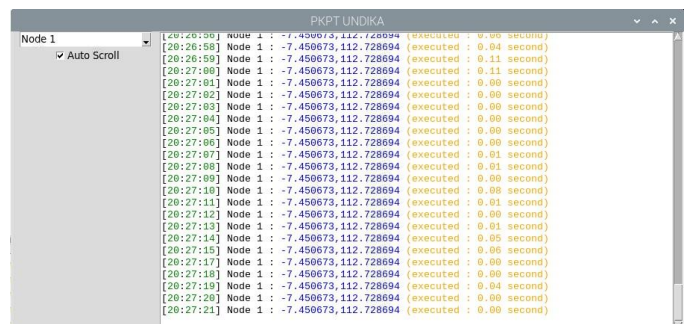 PKPT UNDIKA
Node 1
Auto Scroll
[20:26:56] Node 1 : -7.450673,112.728694 (executed : 0.06 second)
[20:26:58] Node 1 : -7.450673,112.728694 (executed : 0.04 second)
[20:26:59] Node 1 : -7.450673,112.728694 (executed : 0.11 second)
[20:27:00] Node 1 : -7.450673,112.728694 (executed : 0.11 second)
[20:27:01] Node 1 : -7.450673,112.728694 (executed : 0.00 second)
[20:27:02] Node 1 : -7.450673,112.728694 (executed : 0.00 second)
[20:27:03] Node 1 : -7.450673,112.728694 (executed : 0.00 second)
[20:27:04] Node 1 : -7.450673,112.728694 (executed : 0.00 second)
[20:27:05] Node 1 : -7.450673,112.728694 (executed : 0.00 second)
[20:27:06] Node 1 : -7.450673,112.728694 (executed : 0.00 second)
[20:27:07] Node 1 : -7.450673,112.728694 (executed : 0.01 second)
[20:27:08] Node 1 : -7.450673,112.728694 (executed : 0.01 second)
[20:27:09] Node 1 : -7.450673,112.728694 (executed : 0.00 second)
[20:27:10] Node 1 : -7.450673,112.728694 (executed : 0.08 second)
[20:27:11] Node 1 : -7.450673,112.728694 (executed : 0.01 second)
[20:27:12] Node 1 : -7.450673,112.728694 (executed : 0.00 second)
[20:27:13] Node 1 : -7.450673,112.728694 (executed : 0.01 second)
[20:27:14] Node 1 : -7.450673,112.728694 (executed : 0.05 second)
[20:27:15] Node 1 : -7.450673,112.728694 (executed : 0.06 second)
[20:27:17] Node 1 : -7.450673,112.728694 (executed : 0.00 second)
[20:27:18] Node 1 : -7.450673,112.728694 (executed : 0.00 second)
[20:27:19] Node 1 : -7.450673,112.728694 (executed : 0.04 second)
[20:27:20] Node 1 : -7.450673,112.728694 (executed : 0.00 second)
[20:27:21] Node 1 : -7.450673,112.728694 (executed : 0.00 second)